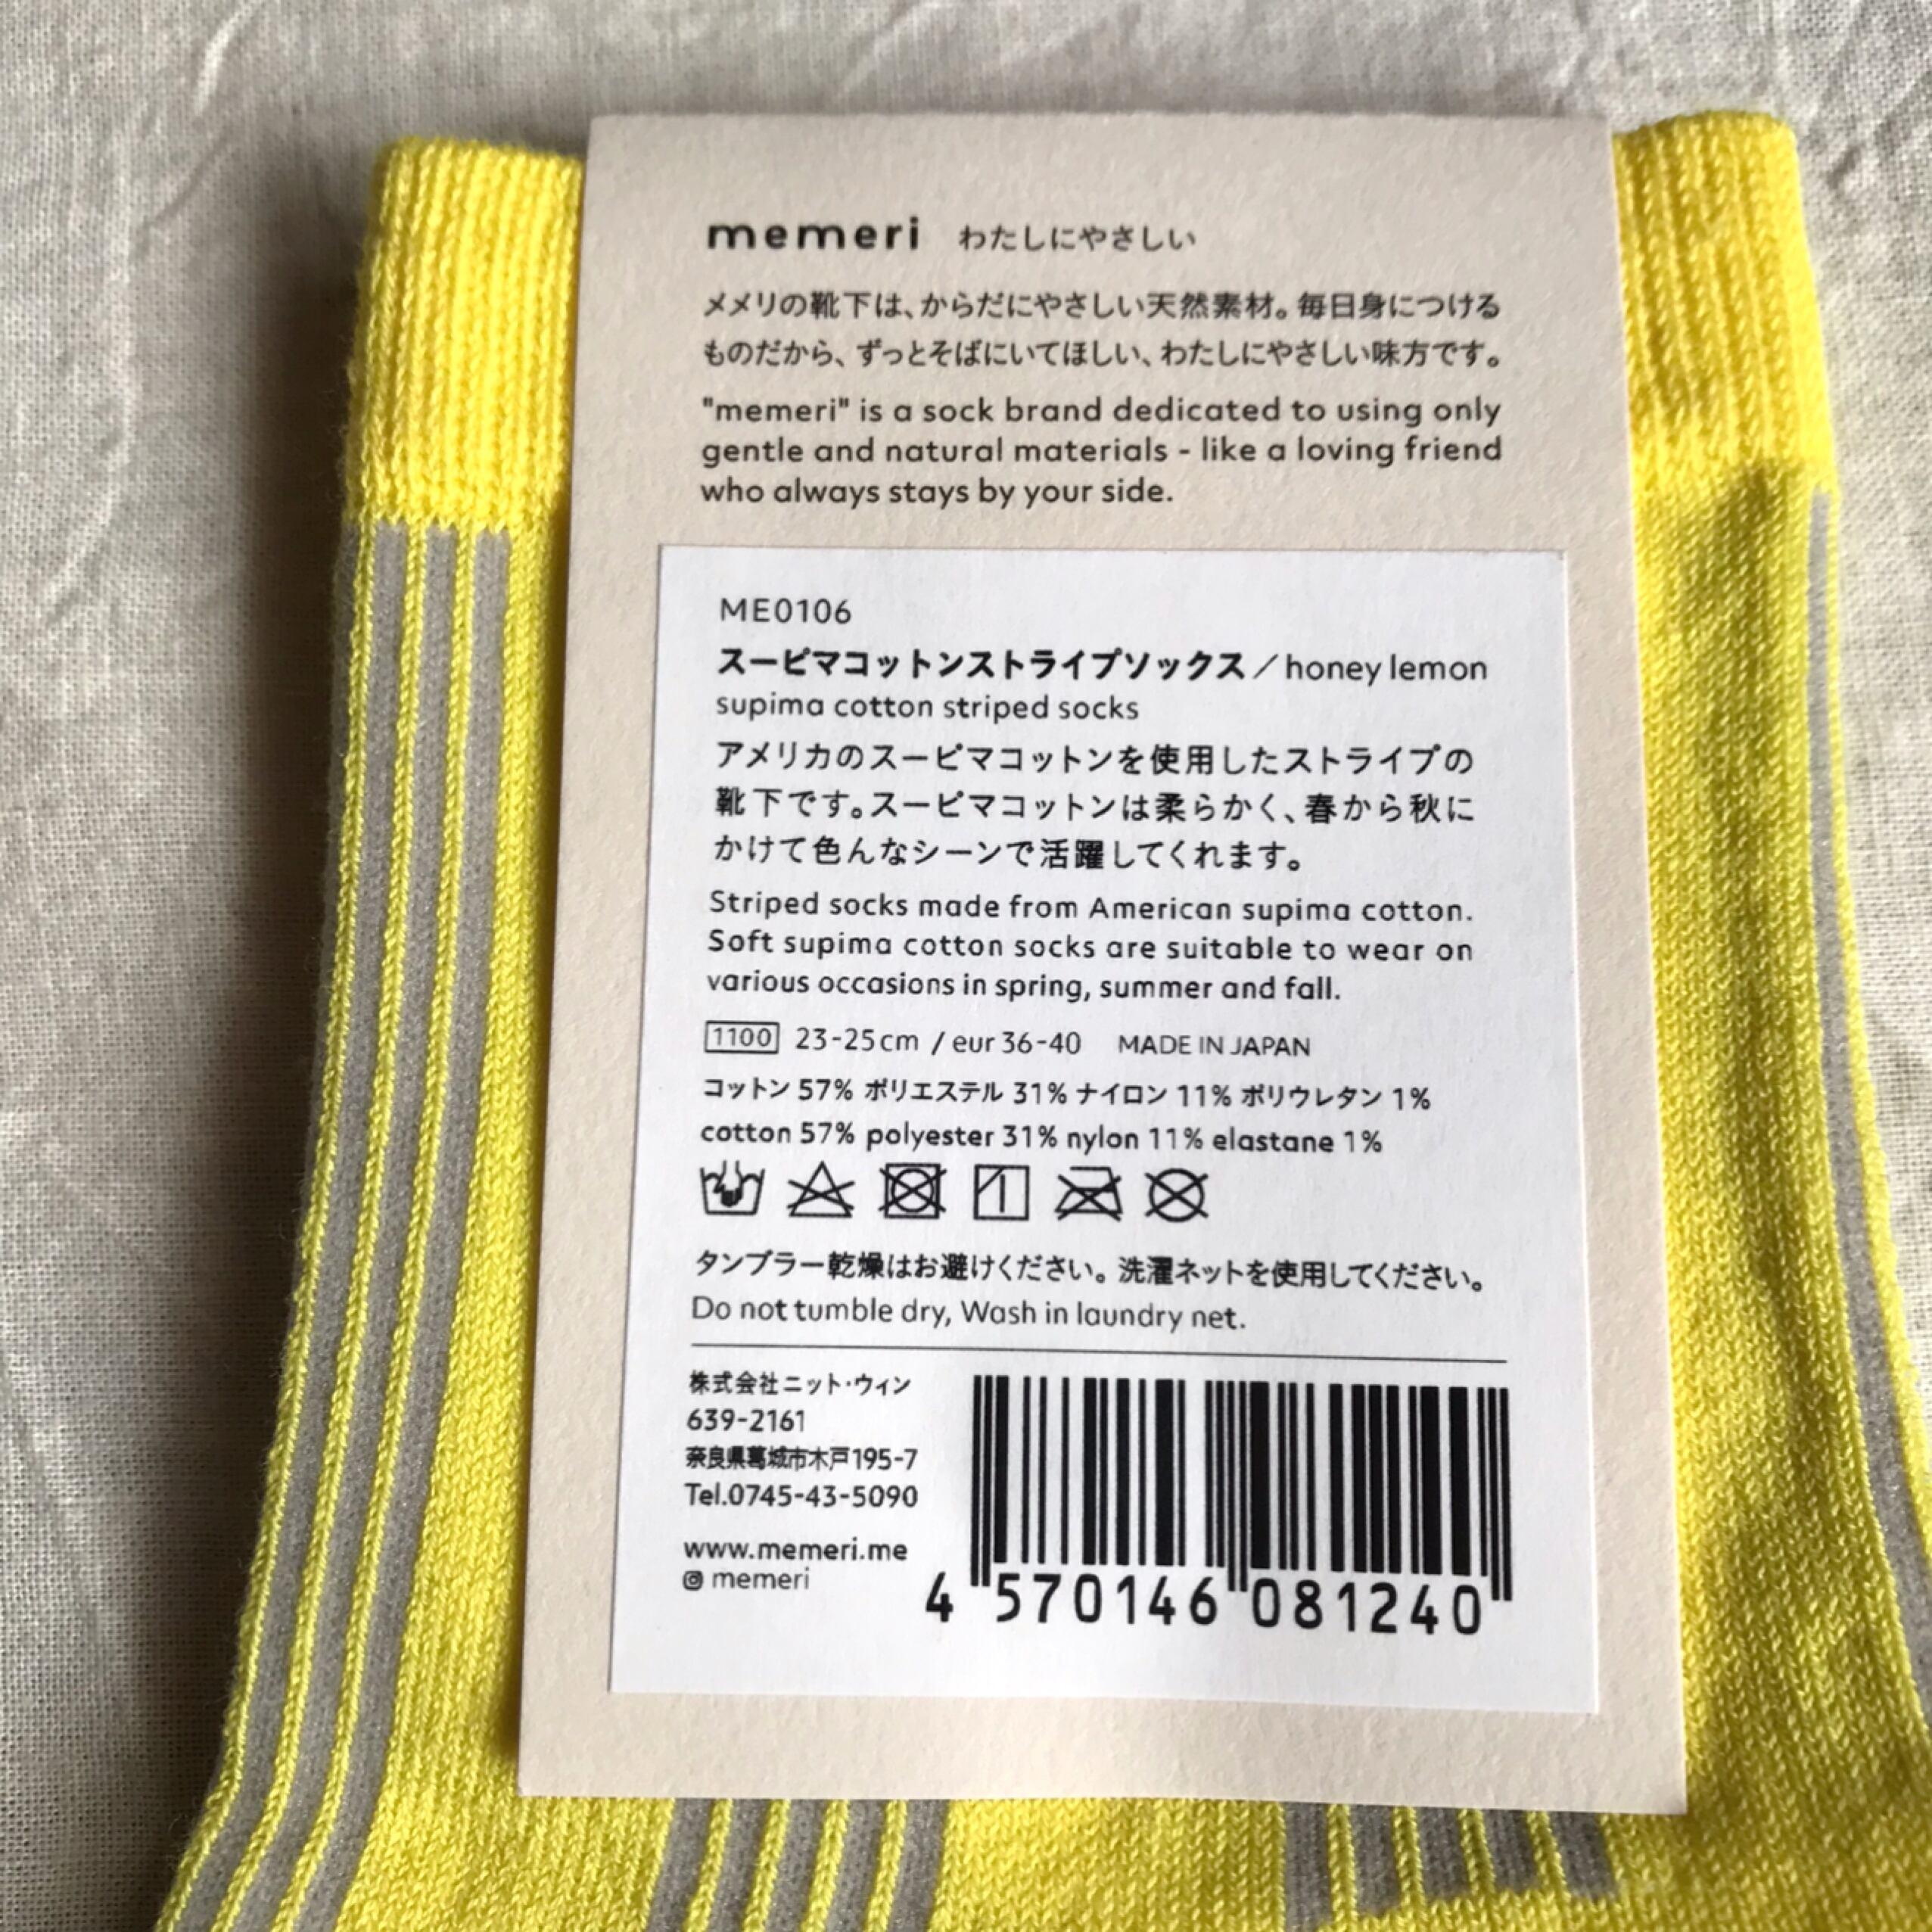 memeri わたしにやさしい
メメリの靴下は、からだにやさしい天然素材。毎日身につける
ものだから、ずっとそばにいてほしい、わたしにやさしい味方です。
"memeri" is a sock brand dedicated to using only
gentle and natural materials - like a loving friend
who always stays by your side.
ME0106
スーピマコットンストライプソックス／honey lemon
supima cotton striped socks
アメリカのスーピマコットンを使用したストライプの
靴下です。スーピマコットンは柔らかく、春から秋に
かけて色んなシーンで活躍してくれます。
Striped socks made from American supima cotton.
Soft supima cotton socks are suitable to wear on
various occasions in spring, summer and fall.
1100 23-25cm / eur 36-40 MADE IN JAPAN
コットン 57% ポリエステル 31% ナイロン 11% ポリウレタン 1%
cotton 57% polyester 31% nylon 11% elastane 1%
タンブラー乾燥はお避けください。洗濯ネットを使用してください。
Do not tumble dry, Wash in laundry net.
株式会社ニット・ウィン
639-2161
奈良県葛城市木戸195-7
Tel.0745-43-5090
www.memeri.me
memeri
4 570146 081240